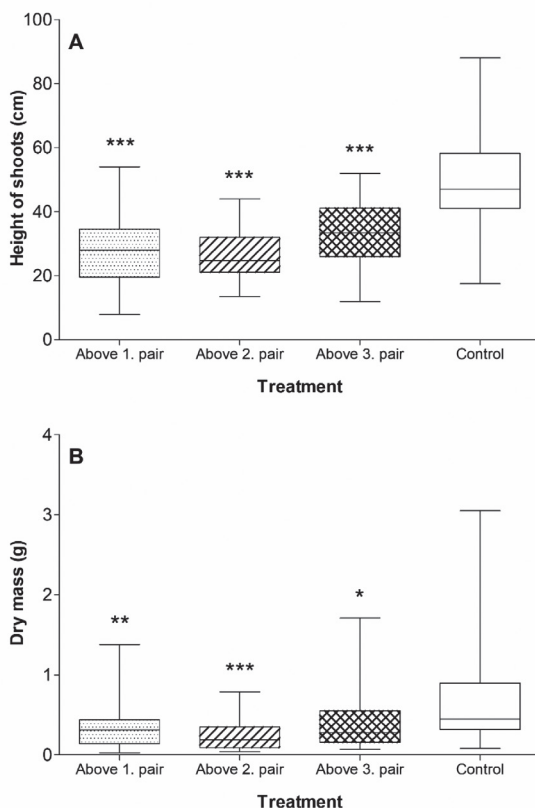 A
100
80
60
40
20
0
Height of shoots (cm)
***
***
***
Above 1. pair
Above 2. pair
Above 3. pair
Control
Treatment
B
4
3
2
1
0
Dry mass (g)
**
***
*
Above 1. pair
Above 2. pair
Above 3. pair
Control
Treatment